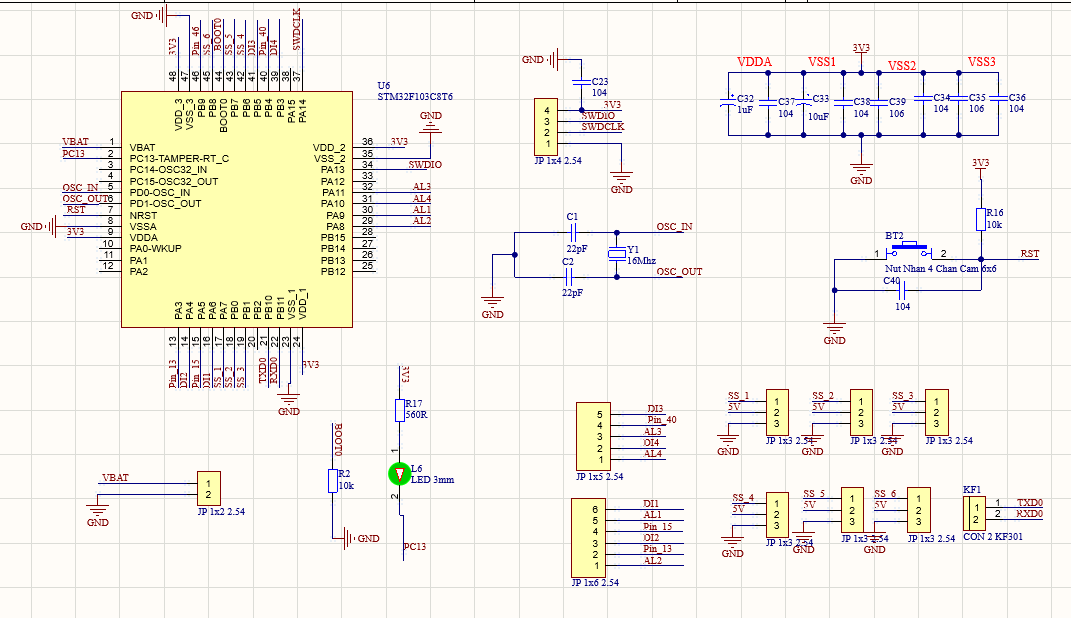 GND
3V3
Pin_46
SS_6
BOOT0
SS_5
SS_4
DI3
Pin_40
DI4
SWDCLK
48
47
46
45
44
43
42
41
40
39
38
37
VDD_3
VSS_3
PB9
PB8
BOOT0
PB7
PB6
PB5
PB4
PB3
PA15
PA14
U6
STM32F103C8T6
VBAT
1
VBAT
PC13
2
PC13-TAMPER-RT_C
3
PC14-OSC32_IN
4
PC15-OSC32_OUT
OSC_IN
5
PD0-OSC_IN
OSC_OUT
6
PD1-OSC_OUT
RST
7
NRST
GND
8
VSSA
3V3
9
VDDA
10
PA0-WKUP
11
PA1
12
PA2
GND
VDD_2
36
3V3
VSS_2
35
PA13
34
SWDIO
PA12
33
PA11
32
AL3
PA10
31
AL4
PA9
30
AL1
PA8
29
AL2
PB15
28
PB14
27
PB13
26
PB12
25
PA3
PA4
PA5
PA6
PA7
PB0
PB1
PB2
PB10
PB11
VSS_1
VDD_1
13
14
15
16
17
18
19
20
21
22
23
24
Pin_13
DI2
Pin_15
DI1
SS_1
SS_2
SS_3
TXD0
RXD0
3V3
GND
GND
C23
104
4
3V3
3
SWDIO
2
SWDCLK
1
JP 1x4 2.54
GND
VDDA
VSS1
3V3
VSS2
VSS3
C32
1uF
C37
104
C33
10uF
C38
104
C39
106
C34
104
C35
106
C36
104
GND
C1
22pF
OSC_IN
Y1
16Mhz
C2
22pF
OSC_OUT
GND
3V3
R16
10k
BT2
1
2
RST
Nut Nhan 4 Chan Cam 6x6
C40
104
GND
3V3
R17
560R
1
L6
LED 3mm
2
PC13
BOOT0
R2
10k
GND
VBAT
1
2
JP 1x2 2.54
GND
5
DI3
4
Pin_40
3
AL3
2
DI4
1
AL4
JP 1x5 2.54
6
DI1
5
AL1
4
Pin_15
3
DI2
2
Pin_13
1
AL2
JP 1x6 2.54
SS_1
5V
1
2
3
GND
JP 1x3 2.54
SS_2
5V
1
2
3
GND
JP 1x3 2.54
SS_3
5V
1
2
3
GND
JP 1x3 2.54
SS_4
5V
1
2
3
GND
JP 1x3 2.54
SS_5
5V
1
2
3
GND
JP 1x3 2.54
SS_6
5V
1
2
3
GND
JP 1x3 2.54
KF1
1
1
TXD0
2
2
RXD0
CON 2 KF301